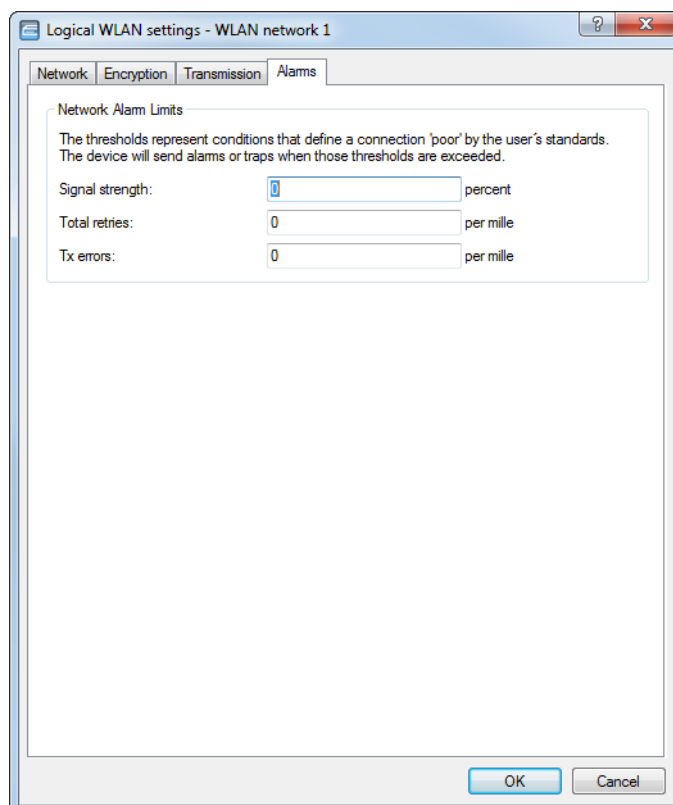 Logical WLAN settings - WLAN network 1
?
Network Encryption Transmission Alarms
Network Alarm Limits
The thresholds represent conditions that define a connection 'poor' by the user´s standards.
The device will send alarms or traps when those thresholds are exceeded.
Signal strength: 0 percent
Total retries: 0 per mille
Tx errors: 0 per mille
OK Cancel